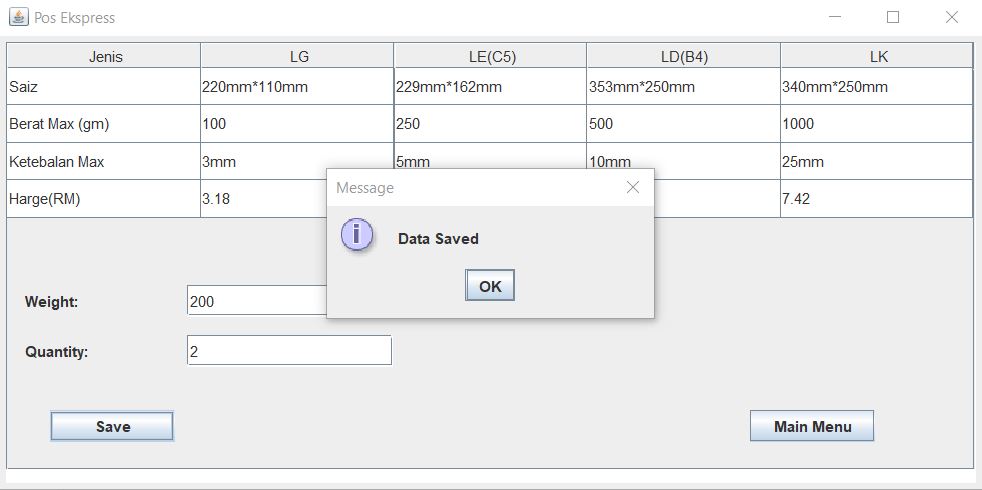 Pos Ekspress
Jenis LG LE(C5) LD(B4) LK
Saiz 220mm*110mm 229mm*162mm 353mm*250mm 340mm*250mm
Berat Max (gm) 100 250 500 1000
Ketebalan Max 3mm 5mm 10mm 25mm
Harge(RM) 3.18 7.42
Message
Data Saved
OK
Weight: 200
Quantity: 2
Save Main Menu